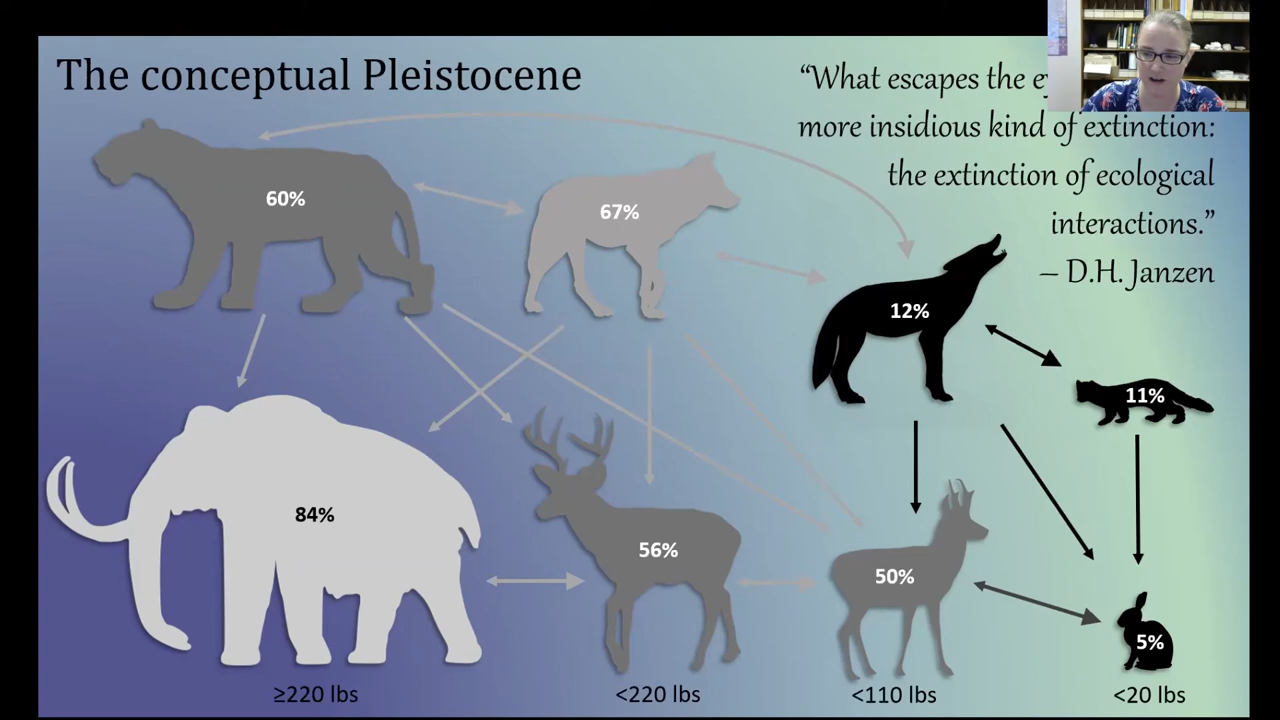 The conceptual Pleistocene
“What escapes the
more insidious kind of extinction:
the extinction of ecological
interactions.”
– D.H. Janzen
60%
67%
12%
11%
84%
56%
50%
5%
≥220 lbs
<220 lbs
<110 lbs
<20 lbs